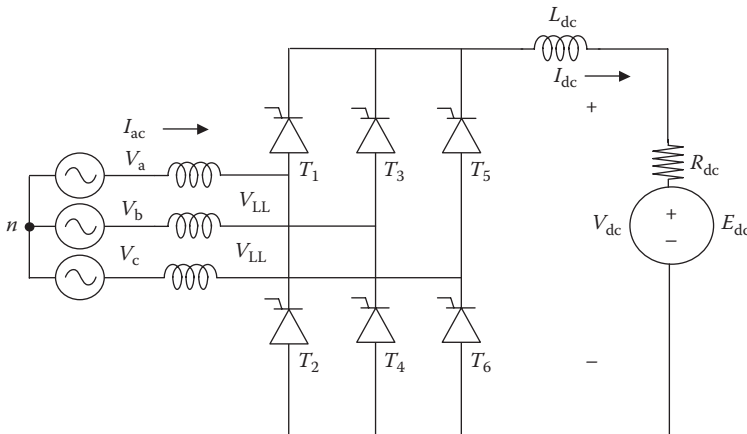 L_dc
I_dc
+
I_ac
V_a
T_1
T_3
T_5
R_dc
V_LL
n
V_b
V_dc
+
−
E_dc
V_LL
V_c
T_2
T_4
T_6
−